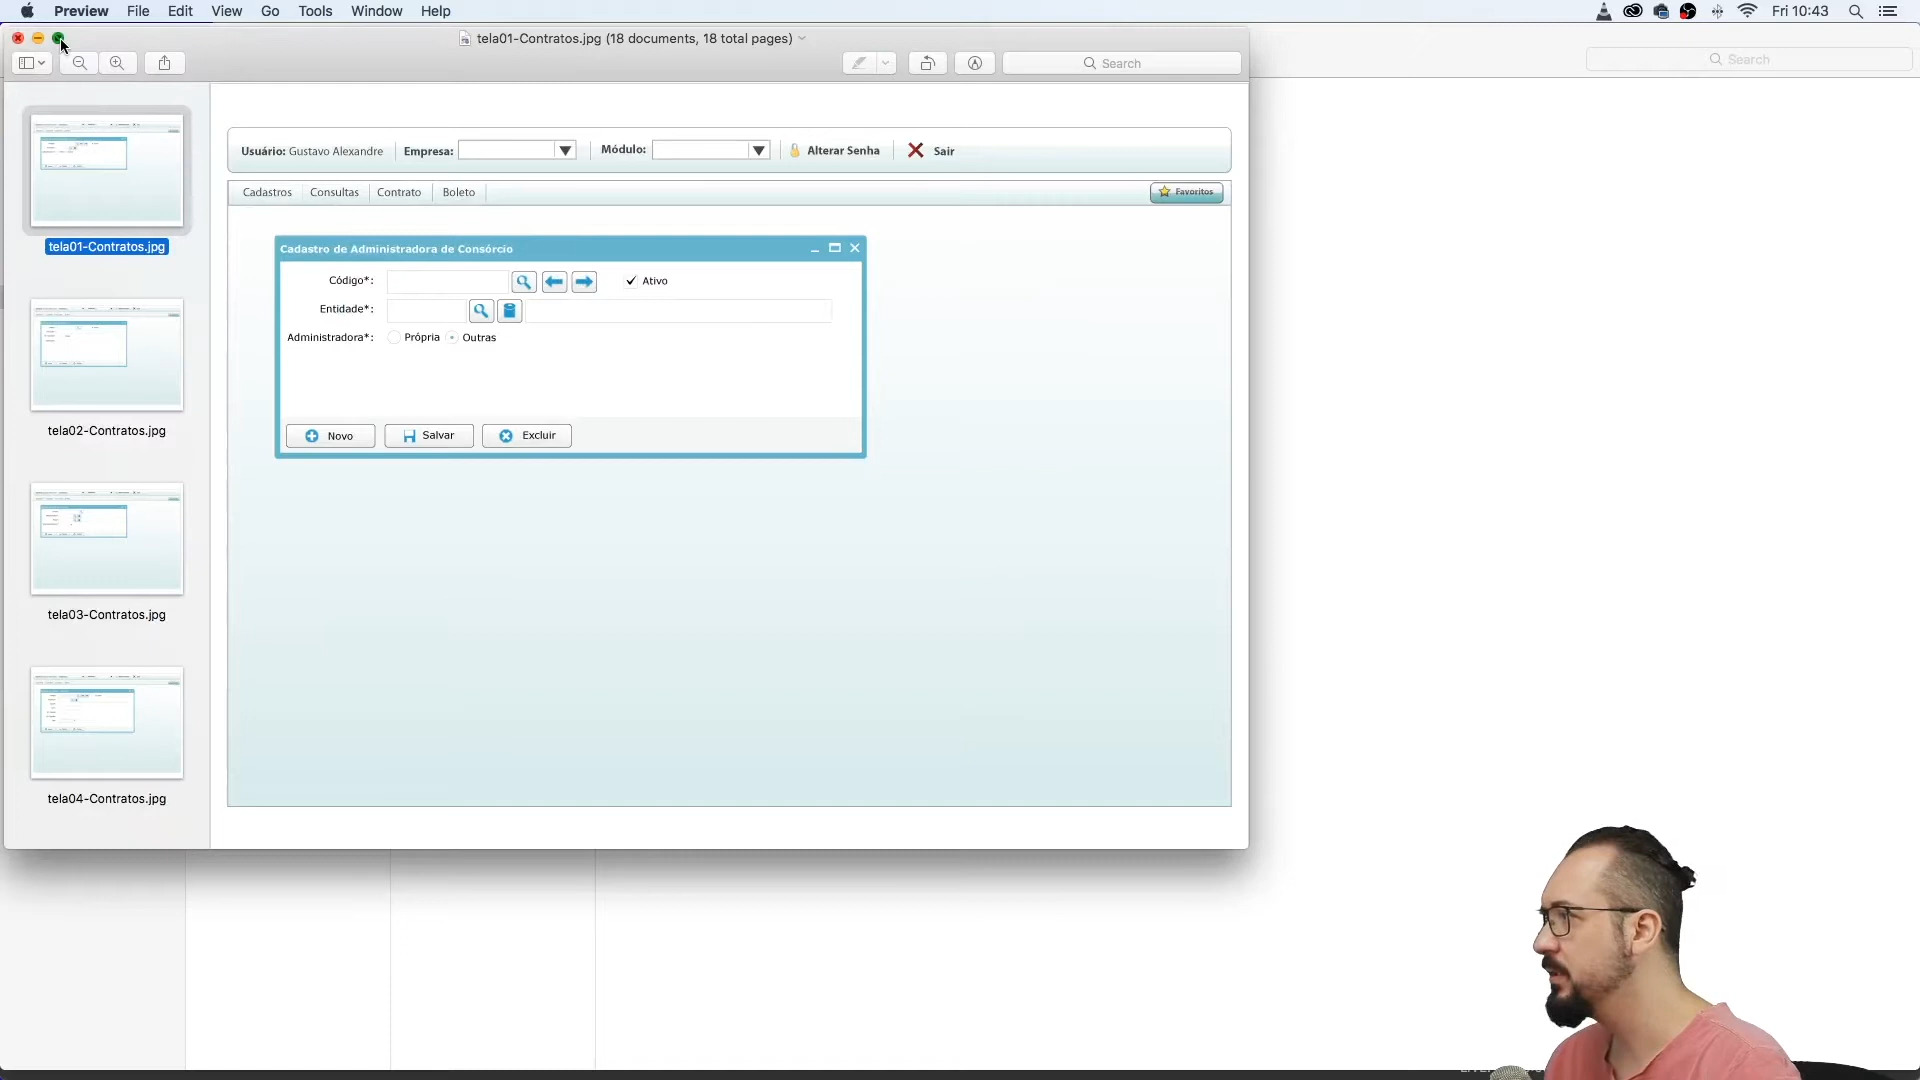 Preview File Edit View Go Tools Window Help
Fri 10:43
tela01-Contratos.jpg (18 documents, 18 total pages)
Search
Search
Usuário: Gustavo Alexandre
Empresa:
Módulo:
Alterar Senha
Sair
Cadastros
Consultas
Contrato
Boleto
Favoritos
Cadastro de Administradora de Consórcio
Código*:
Ativo
Entidade*:
Administradora*:
Própria
Outras
Novo
Salvar
Excluir
tela01-Contratos.jpg
tela02-Contratos.jpg
tela03-Contratos.jpg
tela04-Contratos.jpg